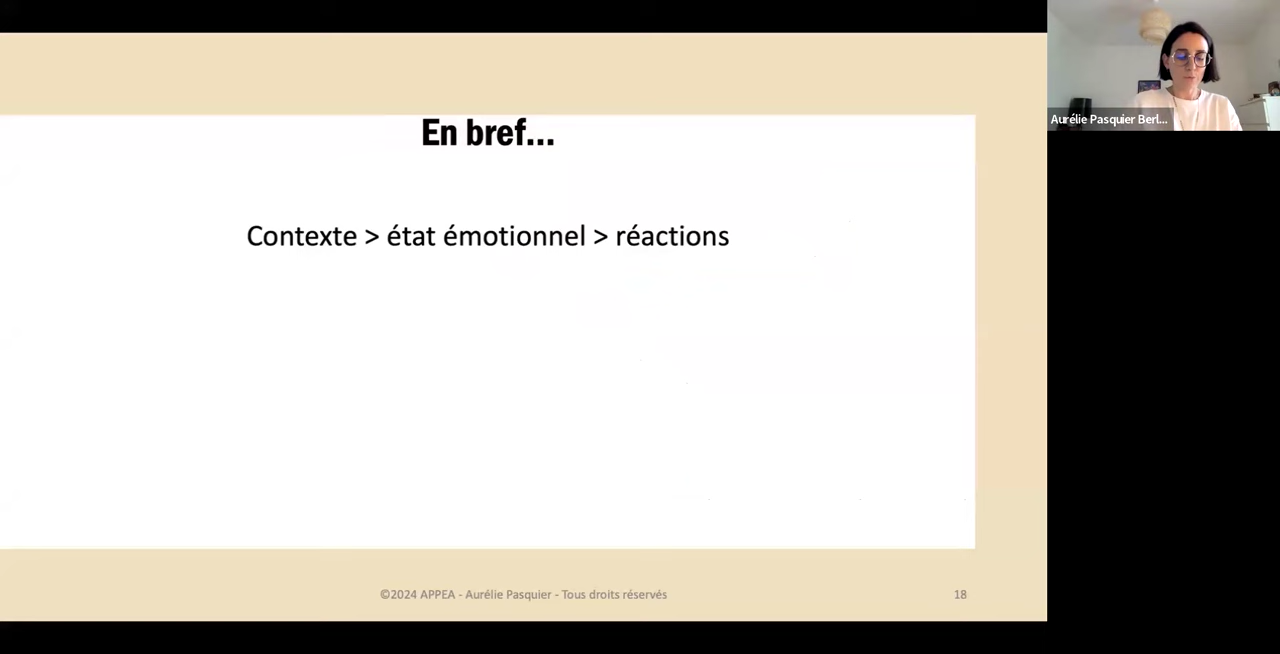 En bref...
Contexte > état émotionnel > réactions
Aurélie Pasquier Berl...
©2024 APPEA - Aurélie Pasquier - Tous droits réservés
18